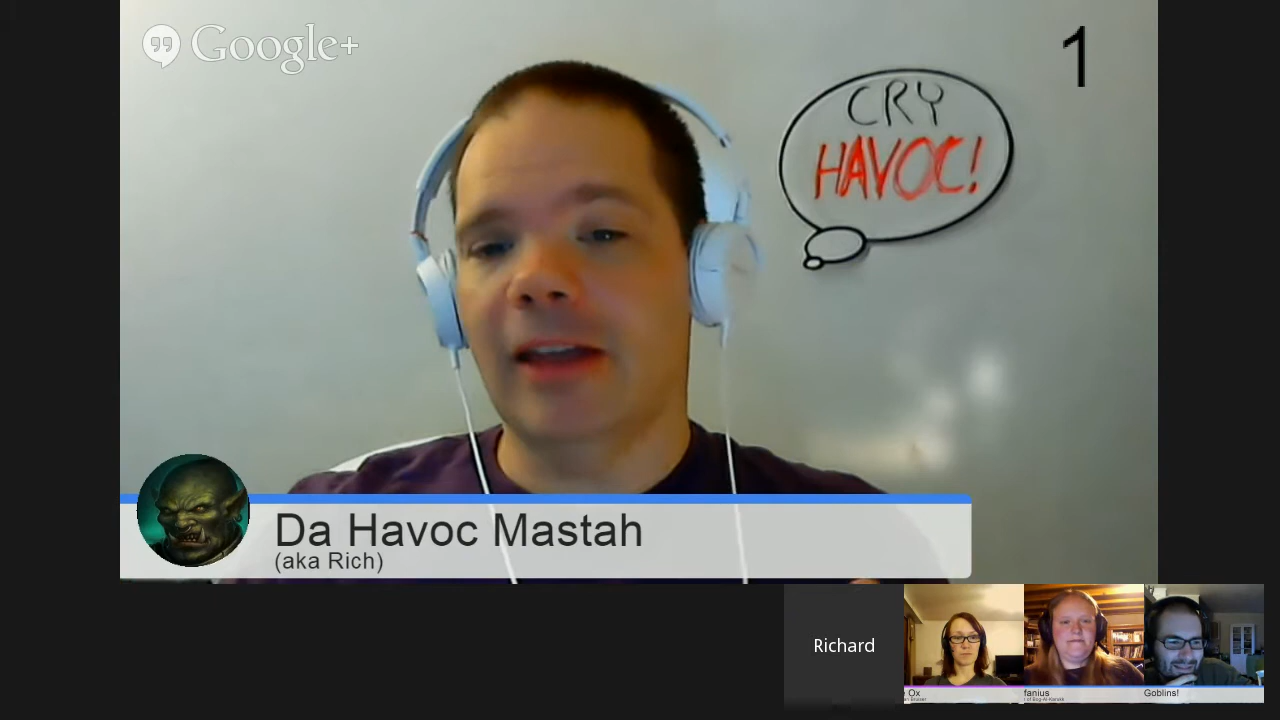 Google+
1
CRY
HAVOC!
Da Havoc Mastah
(aka Rich)
Richard
Ox
fanius
Goblins!